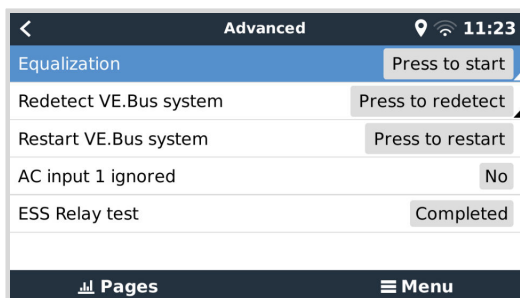 Advanced 11:23
Equalization Press to start
Redetect VE.Bus system Press to redetect
Restart VE.Bus system Press to restart
AC input 1 ignored No
ESS Relay test Completed
Pages Menu